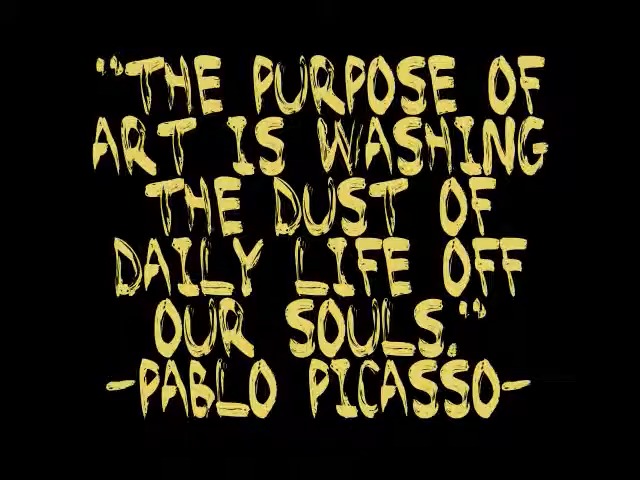 "THE PURPOSE OF
ART IS WASHING
THE DUST OF
DAILY LIFE OFF
OUR SOULS."
-PABLO PICASSO-